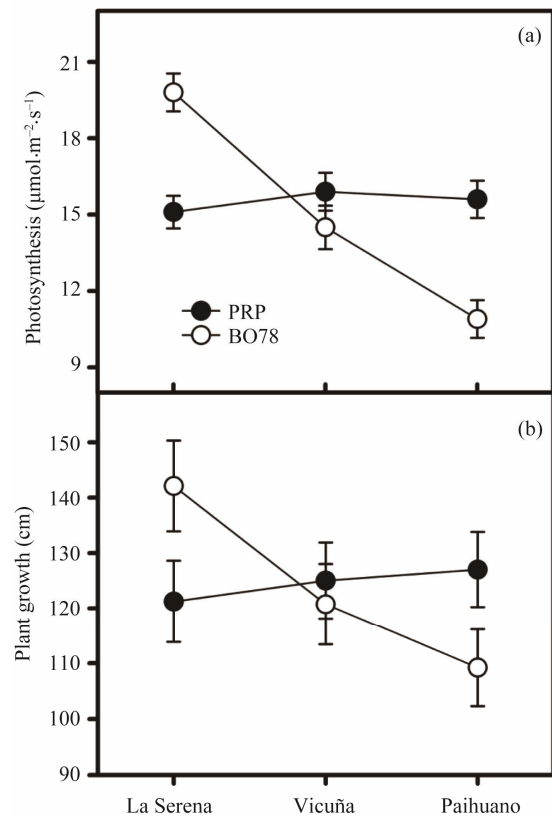 (a)
Photosynthesis (μmol·m⁻²·s⁻¹)
21
18
15
12
9
PRP
BO78
(b)
Plant growth (cm)
150
140
130
120
110
100
90
La Serena Vicuña Paihuano